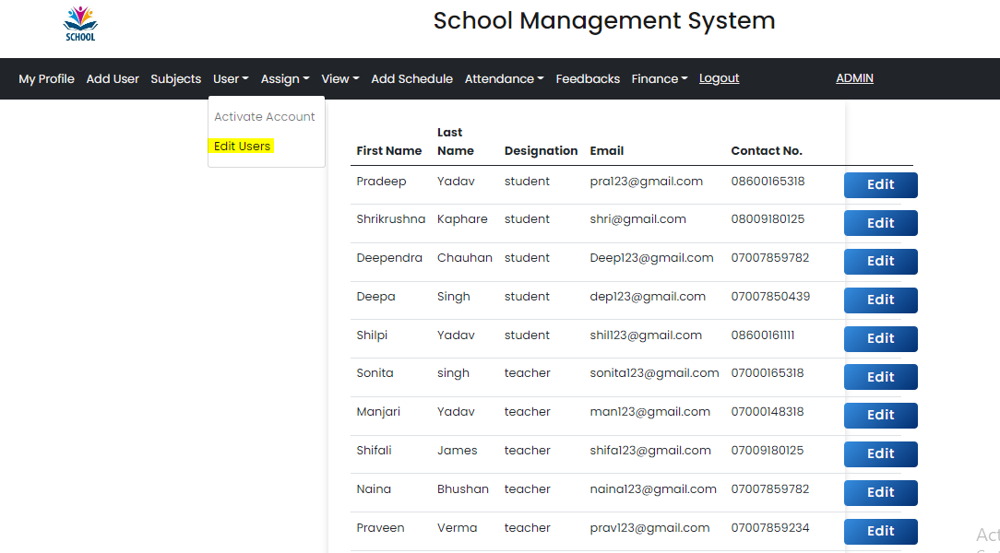 SCHOOL
School Management System
My Profile Add User Subjects User Assign View Add Schedule Attendance Feedbacks Finance Logout ADMIN
Activate Account
Edit Users
First Name Last Name Designation Email Contact No.
Pradeep Yadav student pra123@gmail.com 08600165318 Edit
Shrikrushna Kaphare student shri@gmail.com 08009180125 Edit
Deependra Chauhan student Deep123@gmail.com 07007859782 Edit
Deepa Singh student dep123@gmail.com 07007850439 Edit
Shilpi Yadav student shil123@gmail.com 08600161111 Edit
Sonita singh teacher sonita123@gmail.com 07000165318 Edit
Manjari Yadav teacher man123@gmail.com 07000148318 Edit
Shifali James teacher shifa123@gmail.com 07009180125 Edit
Naina Bhushan teacher naina123@gmail.com 07007859782 Edit
Praveen Verma teacher prav123@gmail.com 07007859234 Edit
Act